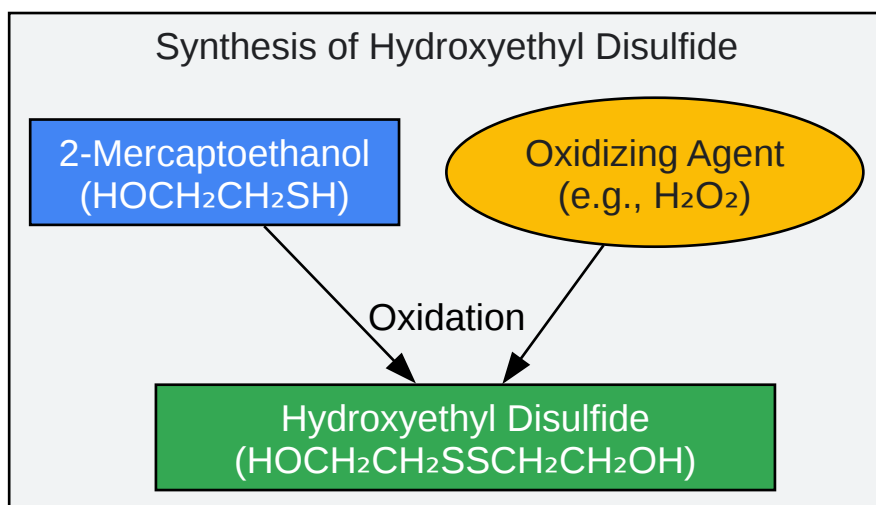 Synthesis of Hydroxyethyl Disulfide
2-Mercaptoethanol
(HOCH₂CH₂SH)
Oxidizing Agent
(e.g., H₂O₂)
Oxidation
Hydroxyethyl Disulfide
(HOCH₂CH₂SSCH₂CH₂OH)